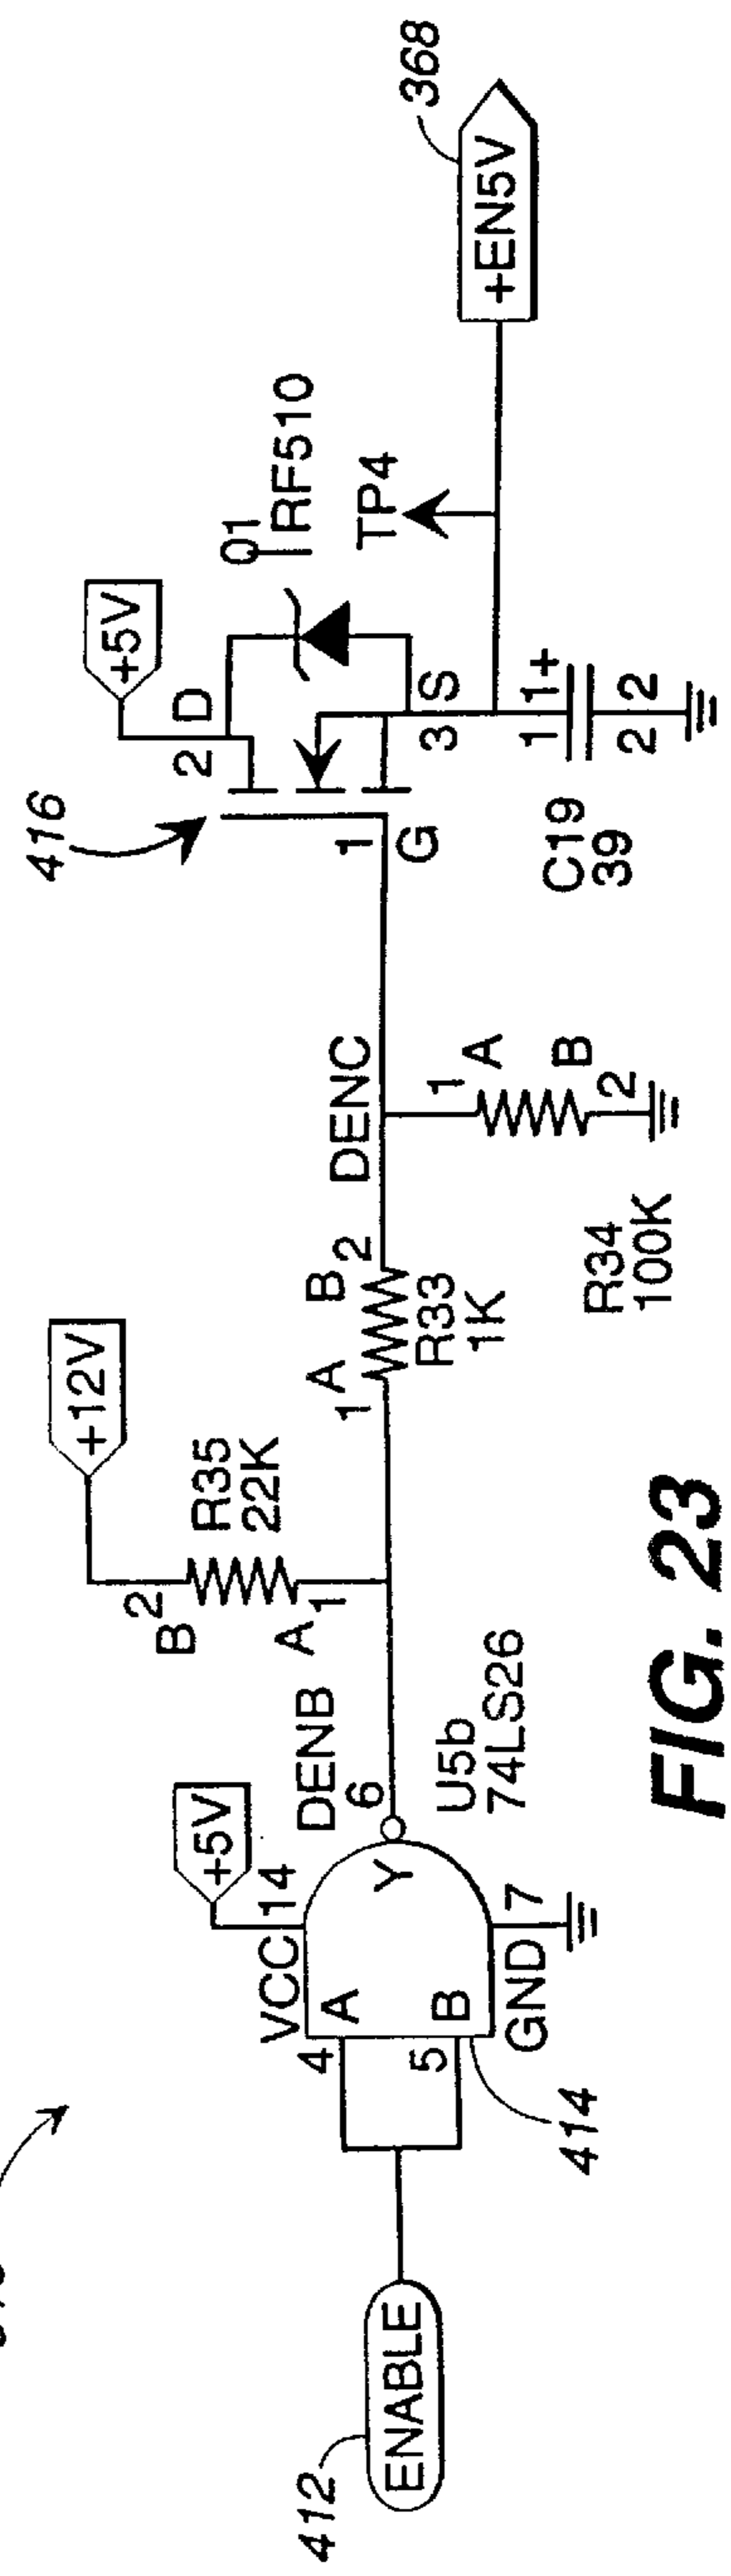 412
ENABLE
414
4
5
A
B
VCC
14
+5V
GND
7
Y
6
DENB
U5b
74LS26
+12V
2
B
R35
22K
A
1
1
A
B
2
R33
1K
DENC
1
A
B
2
R34
100K
416
+5V
2
D
1
G
3
S
Q1
IRF510
TP4
1
1+
2
2
C19
39
+EN5V
368
FIG. 23